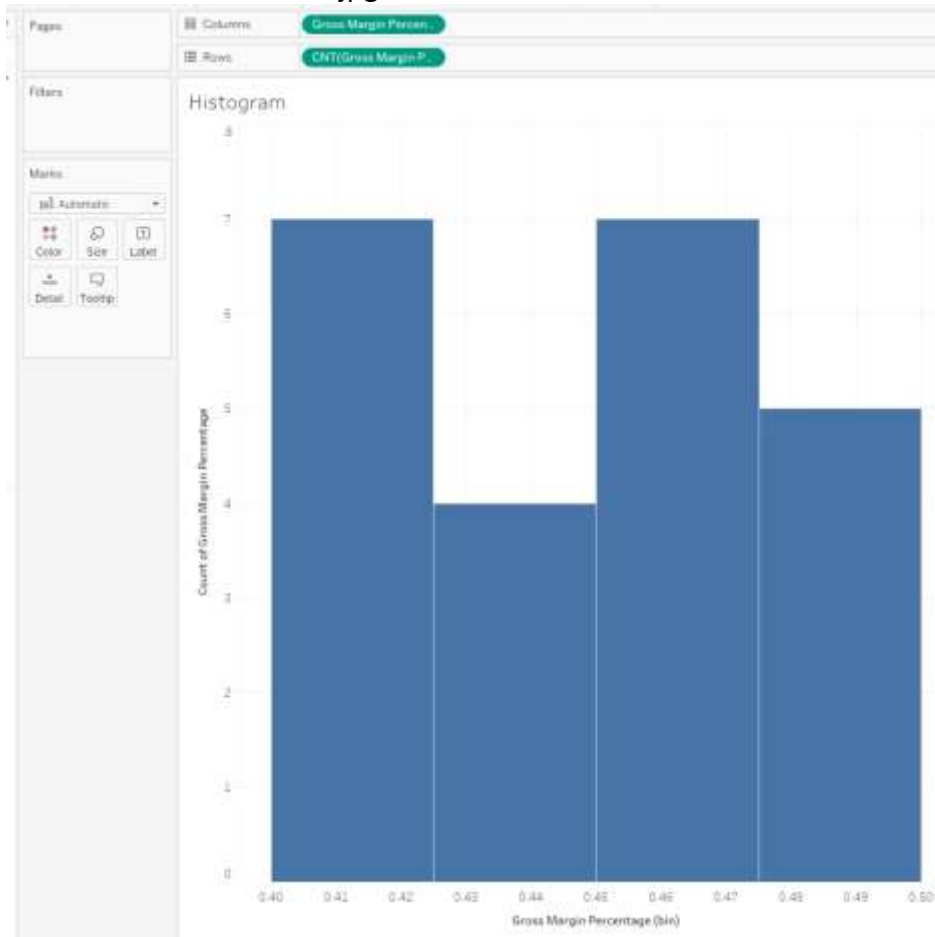 Pages
Columns
Gross Margin Percen..
Rows
CNT(Gross Margin P..
Filters
Histogram
Marks
Automatic
Color
Size
Label
Detail
Tooltip
8
7
6
5
4
3
2
1
0
Count of Gross Margin Percentage
0.40 0.41 0.42 0.43 0.44 0.45 0.46 0.47 0.48 0.49 0.50
Gross Margin Percentage (bin)